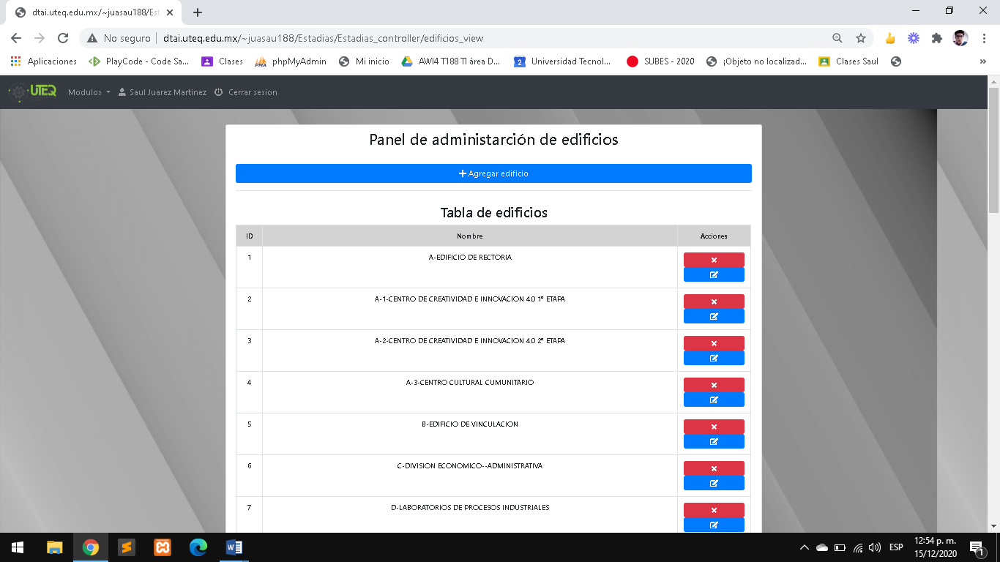 dtai.uteq.edu.mx/~juasau188/Est
No seguro | dtai.uteq.edu.mx/~juasau188/Estadias/Estadias_controller/edificios_view
Aplicaciones PlayCode - Code Sa... Clases phpMyAdmin Mi inicio AWI4 T188 TI área D... Universidad Tecnol... SUBES - 2020 ¡Objeto no localizad... Clases Saul »
UTEQ Modulos Saul Juarez Martinez Cerrar sesion
Panel de administarción de edificios
Agregar edificio
Tabla de edificios
ID Nombre Acciones
1 A-EDIFICIO DE RECTORIA
2 A-1-CENTRO DE CREATIVIDAD E INNOVACION 4.0 1° ETAPA
3 A-2-CENTRO DE CREATIVIDAD E INNOVACION 4.0 2° ETAPA
4 A-3-CENTRO CULTURAL CUMUNITARIO
5 B-EDIFICIO DE VINCULACION
6 C-DIVISION ECONOMICO--ADMINISTRATIVA
7 D-LABORATORIOS DE PROCESOS INDUSTRIALES
ESP
12:54 p. m.
15/12/2020
1